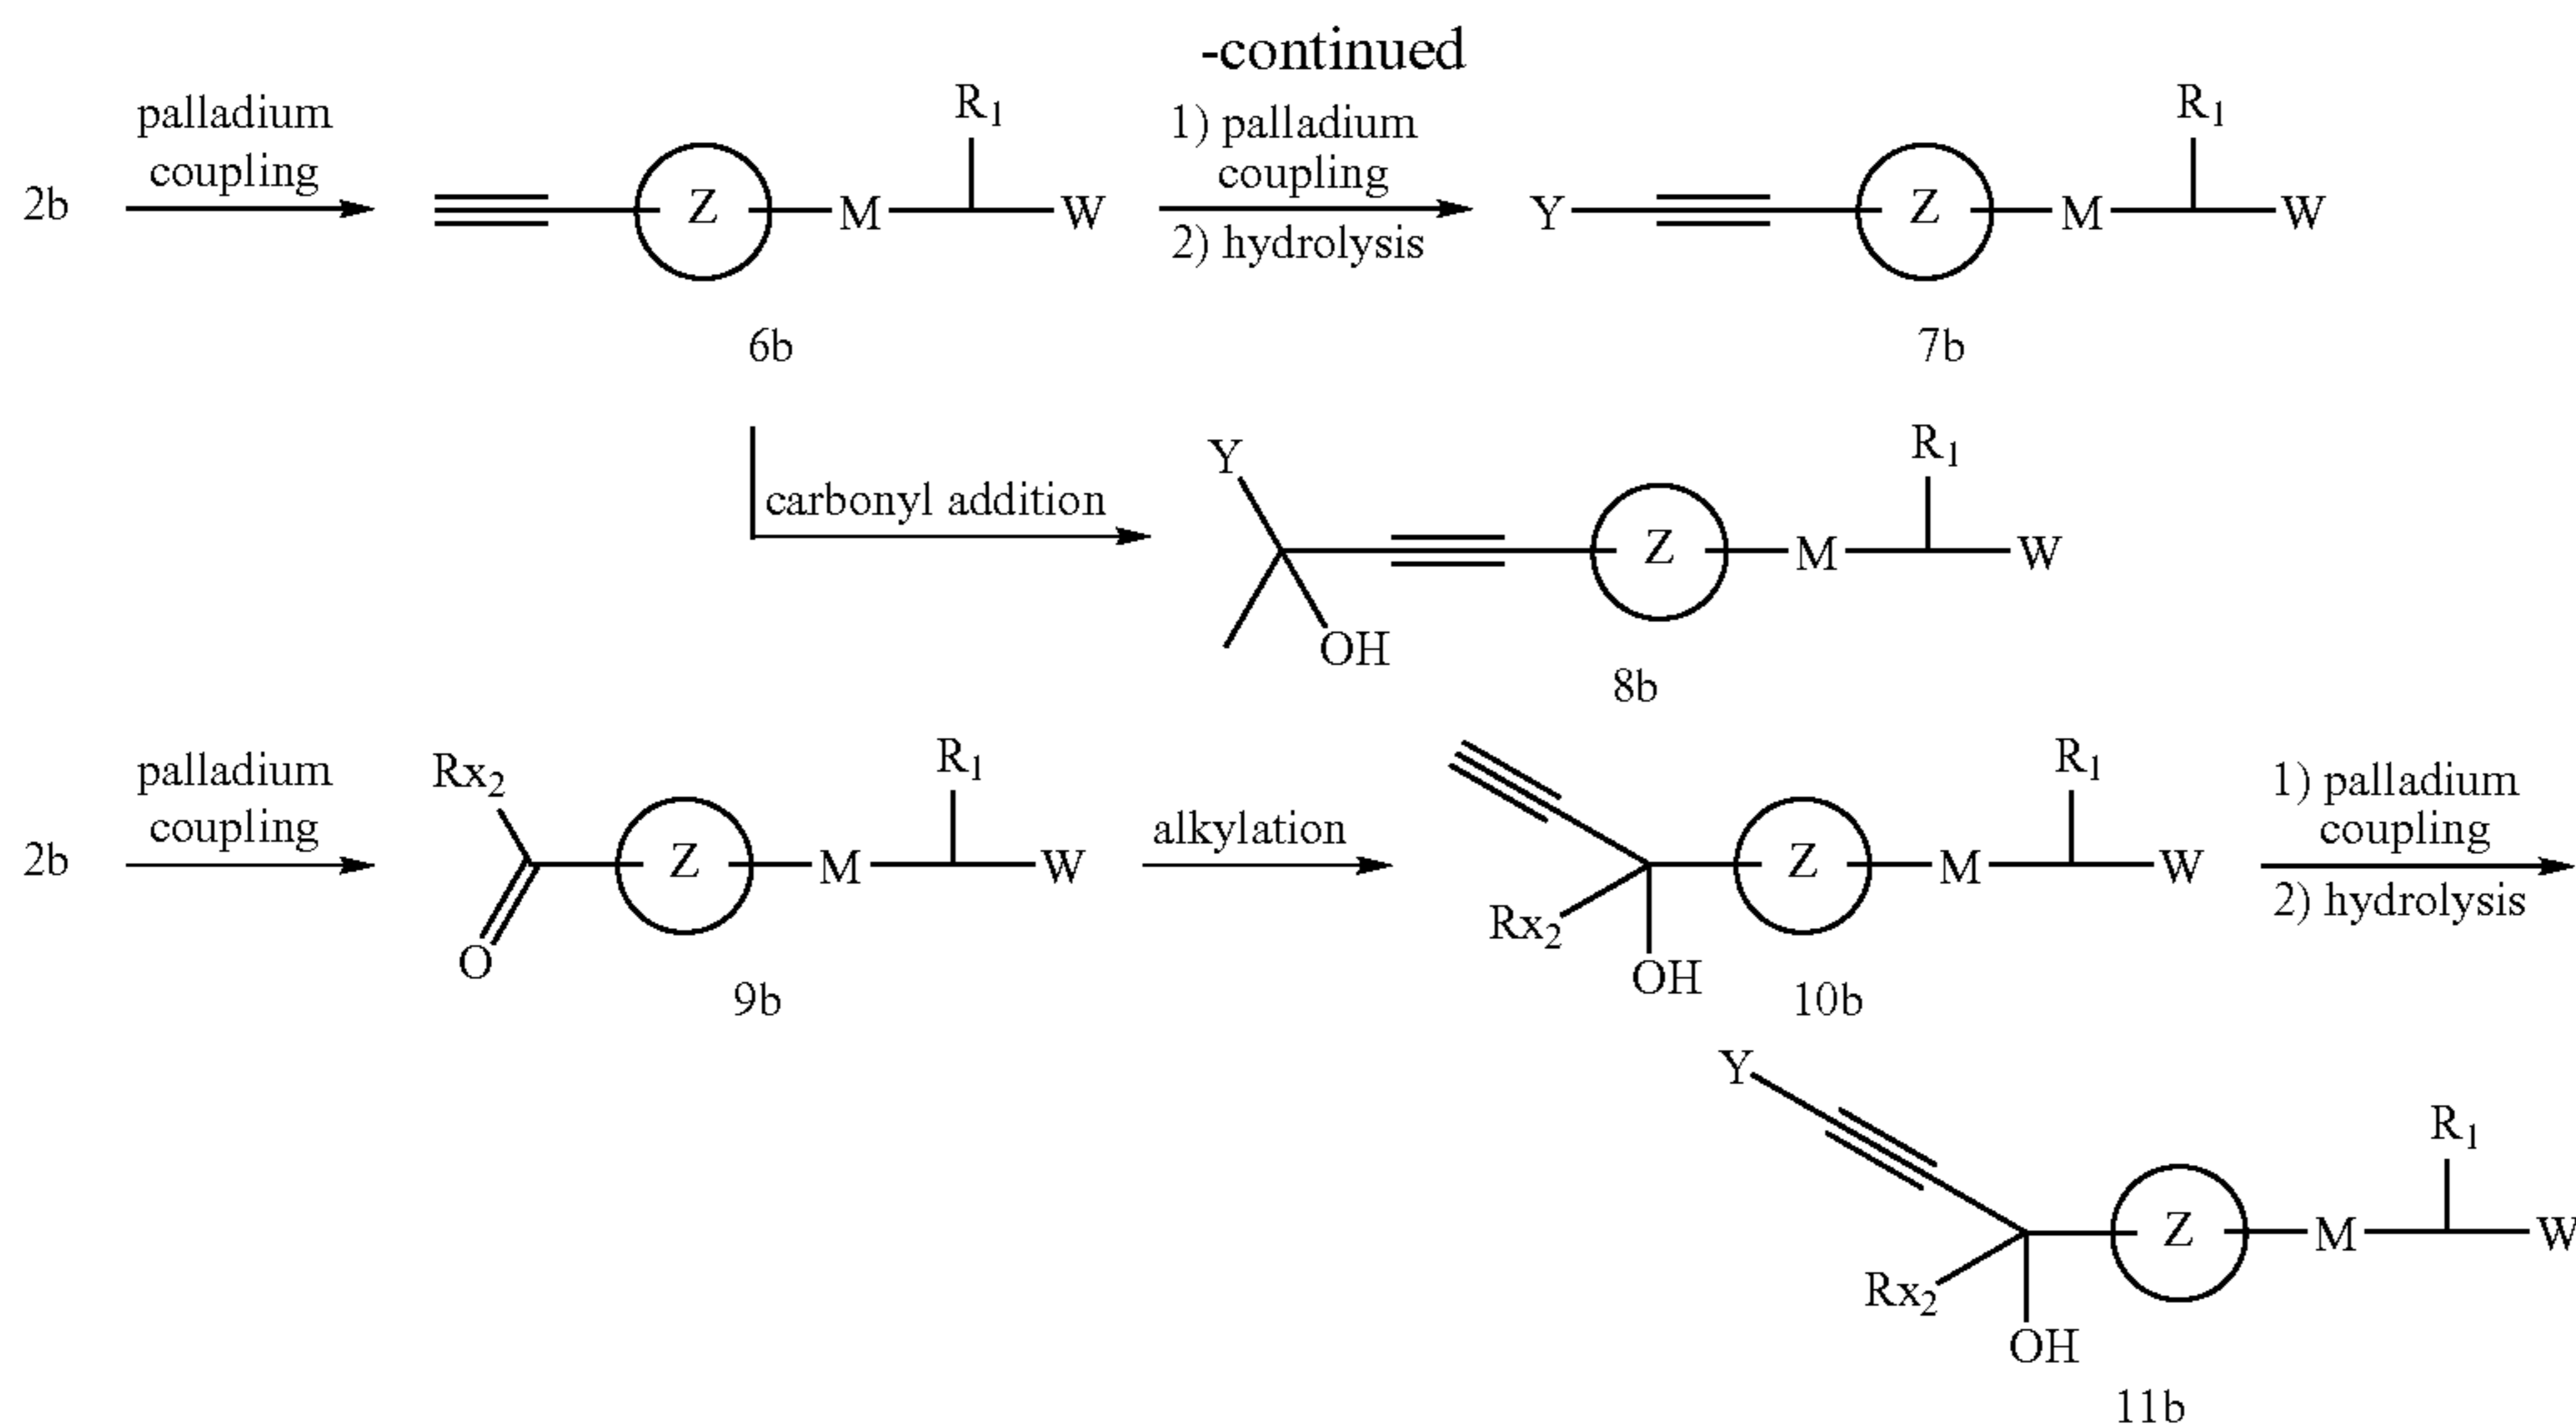 -continued
2b
palladium
coupling
Z
M
R₁
W
6b
1) palladium
coupling
2) hydrolysis
Y
Z
M
R₁
W
7b
carbonyl addition
Y
OH
Z
M
R₁
W
8b
2b
palladium
coupling
Rx₂
O
Z
M
R₁
W
9b
alkylation
Rx₂
OH
Z
M
R₁
W
10b
1) palladium
coupling
2) hydrolysis
Y
Rx₂
OH
Z
M
R₁
W
11b